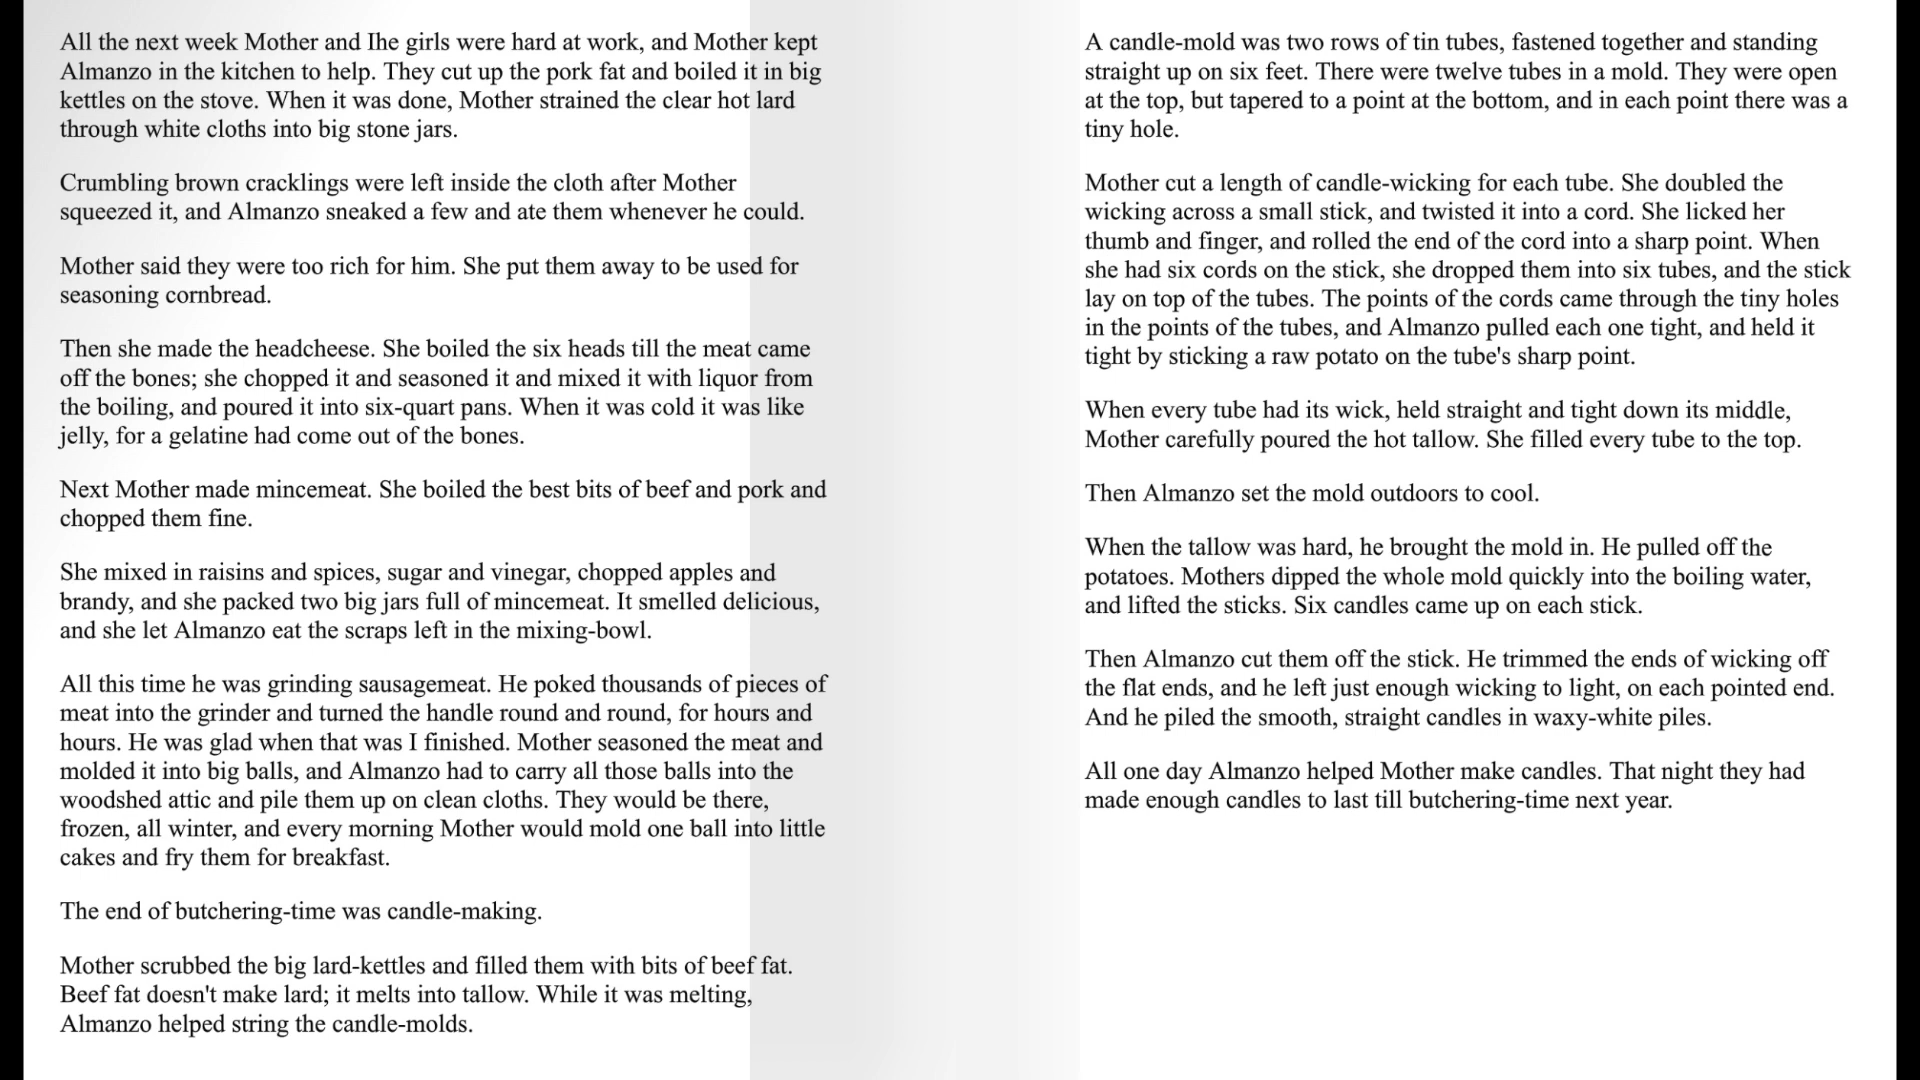 All the next week Mother and Ihe girls were hard at work, and Mother kept
Almanzo in the kitchen to help. They cut up the pork fat and boiled it in big
kettles on the stove. When it was done, Mother strained the clear hot lard
through white cloths into big stone jars.
Crumbling brown cracklings were left inside the cloth after Mother
squeezed it, and Almanzo sneaked a few and ate them whenever he could.
Mother said they were too rich for him. She put them away to be used for
seasoning cornbread.
Then she made the headcheese. She boiled the six heads till the meat came
off the bones; she chopped it and seasoned it and mixed it with liquor from
the boiling, and poured it into six-quart pans. When it was cold it was like
jelly, for a gelatine had come out of the bones.
Next Mother made mincemeat. She boiled the best bits of beef and pork and
chopped them fine.
She mixed in raisins and spices, sugar and vinegar, chopped apples and
brandy, and she packed two big jars full of mincemeat. It smelled delicious,
and she let Almanzo eat the scraps left in the mixing-bowl.
All this time he was grinding sausagemeat. He poked thousands of pieces of
meat into the grinder and turned the handle round and round, for hours and
hours. He was glad when that was I finished. Mother seasoned the meat and
molded it into big balls, and Almanzo had to carry all those balls into the
woodshed attic and pile them up on clean cloths. They would be there,
frozen, all winter, and every morning Mother would mold one ball into little
cakes and fry them for breakfast.
The end of butchering-time was candle-making.
Mother scrubbed the big lard-kettles and filled them with bits of beef fat.
Beef fat doesn't make lard; it melts into tallow. While it was melting,
Almanzo helped string the candle-molds.
A candle-mold was two rows of tin tubes, fastened together and standing
straight up on six feet. There were twelve tubes in a mold. They were open
at the top, but tapered to a point at the bottom, and in each point there was a
tiny hole.
Mother cut a length of candle-wicking for each tube. She doubled the
wicking across a small stick, and twisted it into a cord. She licked her
thumb and finger, and rolled the end of the cord into a sharp point. When
she had six cords on the stick, she dropped them into six tubes, and the stick
lay on top of the tubes. The points of the cords came through the tiny holes
in the points of the tubes, and Almanzo pulled each one tight, and held it
tight by sticking a raw potato on the tube's sharp point.
When every tube had its wick, held straight and tight down its middle,
Mother carefully poured the hot tallow. She filled every tube to the top.
Then Almanzo set the mold outdoors to cool.
When the tallow was hard, he brought the mold in. He pulled off the
potatoes. Mothers dipped the whole mold quickly into the boiling water,
and lifted the sticks. Six candles came up on each stick.
Then Almanzo cut them off the stick. He trimmed the ends of wicking off
the flat ends, and he left just enough wicking to light, on each pointed end.
And he piled the smooth, straight candles in waxy-white piles.
All one day Almanzo helped Mother make candles. That night they had
made enough candles to last till butchering-time next year.